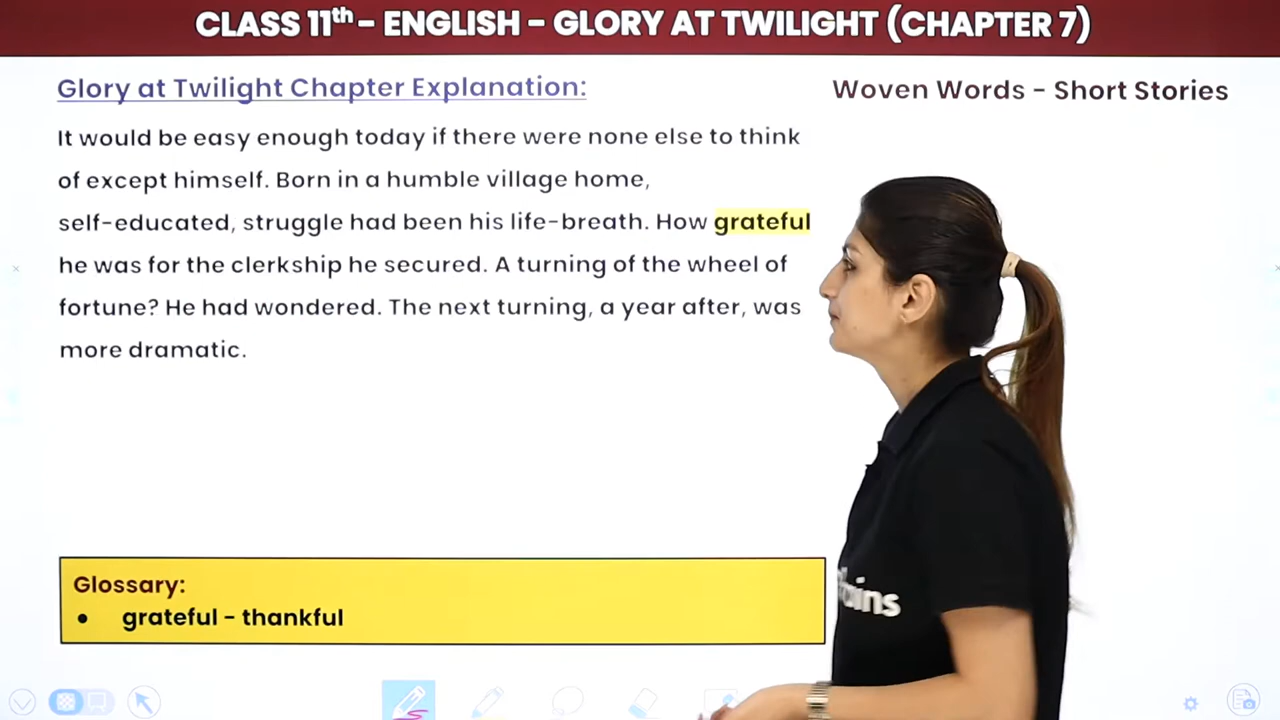 CLASS 11th - ENGLISH - GLORY AT TWILIGHT (CHAPTER 7)
Glory at Twilight Chapter Explanation:
Woven Words - Short Stories
It would be easy enough today if there were none else to think
of except himself. Born in a humble village home,
self-educated, struggle had been his life-breath. How grateful
he was for the clerkship he secured. A turning of the wheel of
fortune? He had wondered. The next turning, a year after, was
more dramatic.
Glossary:
• grateful - thankful